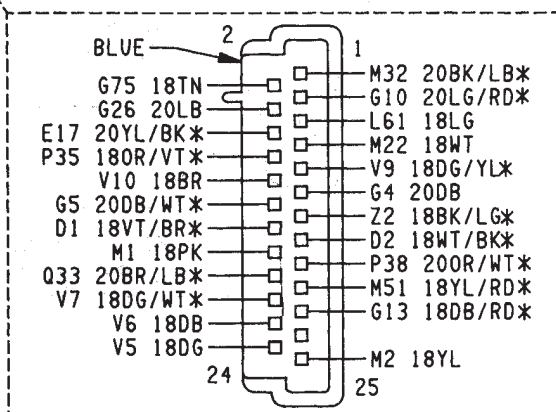 2
1
BLUE
G75 18TN
G26 20LB
E17 20YL/BK*
P35 18OR/VT*
V10 18BR
G5 20DB/WT*
D1 18VT/BR*
M1 18PK
Q33 20BR/LB*
V7 18DG/WT*
V6 18DB
V5 18DG
24
M32 20BK/LB*
G10 20LG/RD*
L61 18LG
M22 18WT
V9 18DG/YL*
G4 20DB
Z2 18BK/LG*
D2 18WT/BK*
P38 20OR/WT*
M51 18YL/RD*
G13 18DB/RD*
M2 18YL
25